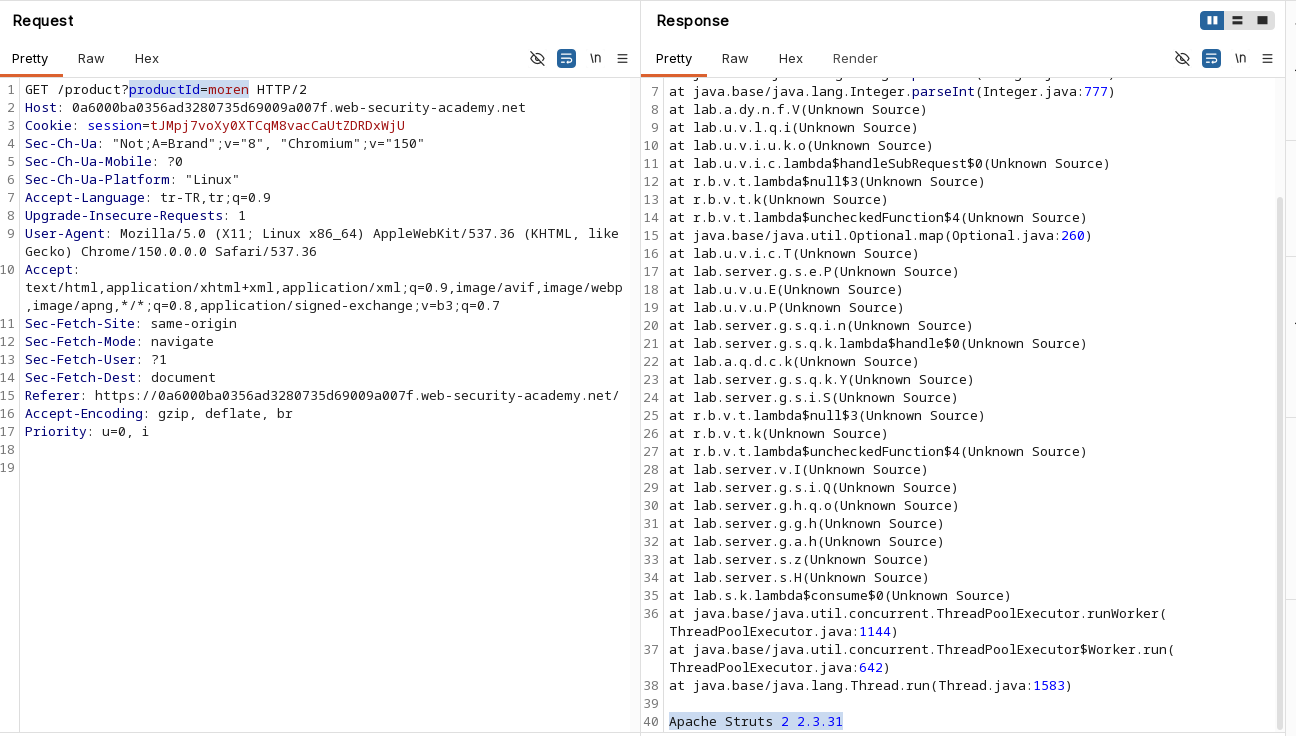 Request
Pretty Raw Hex
\n
1 GET /product?productId=moren HTTP/2
2 Host: 0a6000ba0356ad3280735d69009a007f.web-security-academy.net
3 Cookie: session=tJMpj7voXy0XTCqM8vacCaUtZDRDxWjU
4 Sec-Ch-Ua: "Not;A=Brand";v="8", "Chromium";v="150"
5 Sec-Ch-Ua-Mobile: ?0
6 Sec-Ch-Ua-Platform: "Linux"
7 Accept-Language: tr-TR,tr;q=0.9
8 Upgrade-Insecure-Requests: 1
9 User-Agent: Mozilla/5.0 (X11; Linux x86_64) AppleWebKit/537.36 (KHTML, like
Gecko) Chrome/150.0.0.0 Safari/537.36
10 Accept:
text/html,application/xhtml+xml,application/xml;q=0.9,image/avif,image/webp
,image/apng,*/*;q=0.8,application/signed-exchange;v=b3;q=0.7
11 Sec-Fetch-Site: same-origin
12 Sec-Fetch-Mode: navigate
13 Sec-Fetch-User: ?1
14 Sec-Fetch-Dest: document
15 Referer: https://0a6000ba0356ad3280735d69009a007f.web-security-academy.net/
16 Accept-Encoding: gzip, deflate, br
17 Priority: u=0, i
18
19
Response
Pretty Raw Hex Render
\n
7 at java.base/java.lang.Integer.parseInt(Integer.java:777)
8 at lab.a.dy.n.f.V(Unknown Source)
9 at lab.u.v.l.q.i(Unknown Source)
10 at lab.u.v.i.u.k.o(Unknown Source)
11 at lab.u.v.i.c.lambda$handleSubRequest$0(Unknown Source)
12 at r.b.v.t.lambda$null$3(Unknown Source)
13 at r.b.v.t.k(Unknown Source)
14 at r.b.v.t.lambda$uncheckedFunction$4(Unknown Source)
15 at java.base/java.util.Optional.map(Optional.java:260)
16 at lab.u.v.i.c.T(Unknown Source)
17 at lab.server.g.s.e.P(Unknown Source)
18 at lab.u.v.u.E(Unknown Source)
19 at lab.u.v.u.P(Unknown Source)
20 at lab.server.g.s.q.i.n(Unknown Source)
21 at lab.server.g.s.q.k.lambda$handle$0(Unknown Source)
22 at lab.a.q.d.c.k(Unknown Source)
23 at lab.server.g.s.q.k.Y(Unknown Source)
24 at lab.server.g.s.i.S(Unknown Source)
25 at r.b.v.t.lambda$null$3(Unknown Source)
26 at r.b.v.t.k(Unknown Source)
27 at r.b.v.t.lambda$uncheckedFunction$4(Unknown Source)
28 at lab.server.v.I(Unknown Source)
29 at lab.server.g.s.i.Q(Unknown Source)
30 at lab.server.g.h.q.o(Unknown Source)
31 at lab.server.g.g.h(Unknown Source)
32 at lab.server.g.a.h(Unknown Source)
33 at lab.server.s.z(Unknown Source)
34 at lab.server.s.H(Unknown Source)
35 at lab.s.k.lambda$consume$0(Unknown Source)
36 at java.base/java.util.concurrent.ThreadPoolExecutor.runWorker(
ThreadPoolExecutor.java:1144)
37 at java.base/java.util.concurrent.ThreadPoolExecutor$Worker.run(
ThreadPoolExecutor.java:642)
38 at java.base/java.lang.Thread.run(Thread.java:1583)
39
40 Apache Struts 2 2.3.31